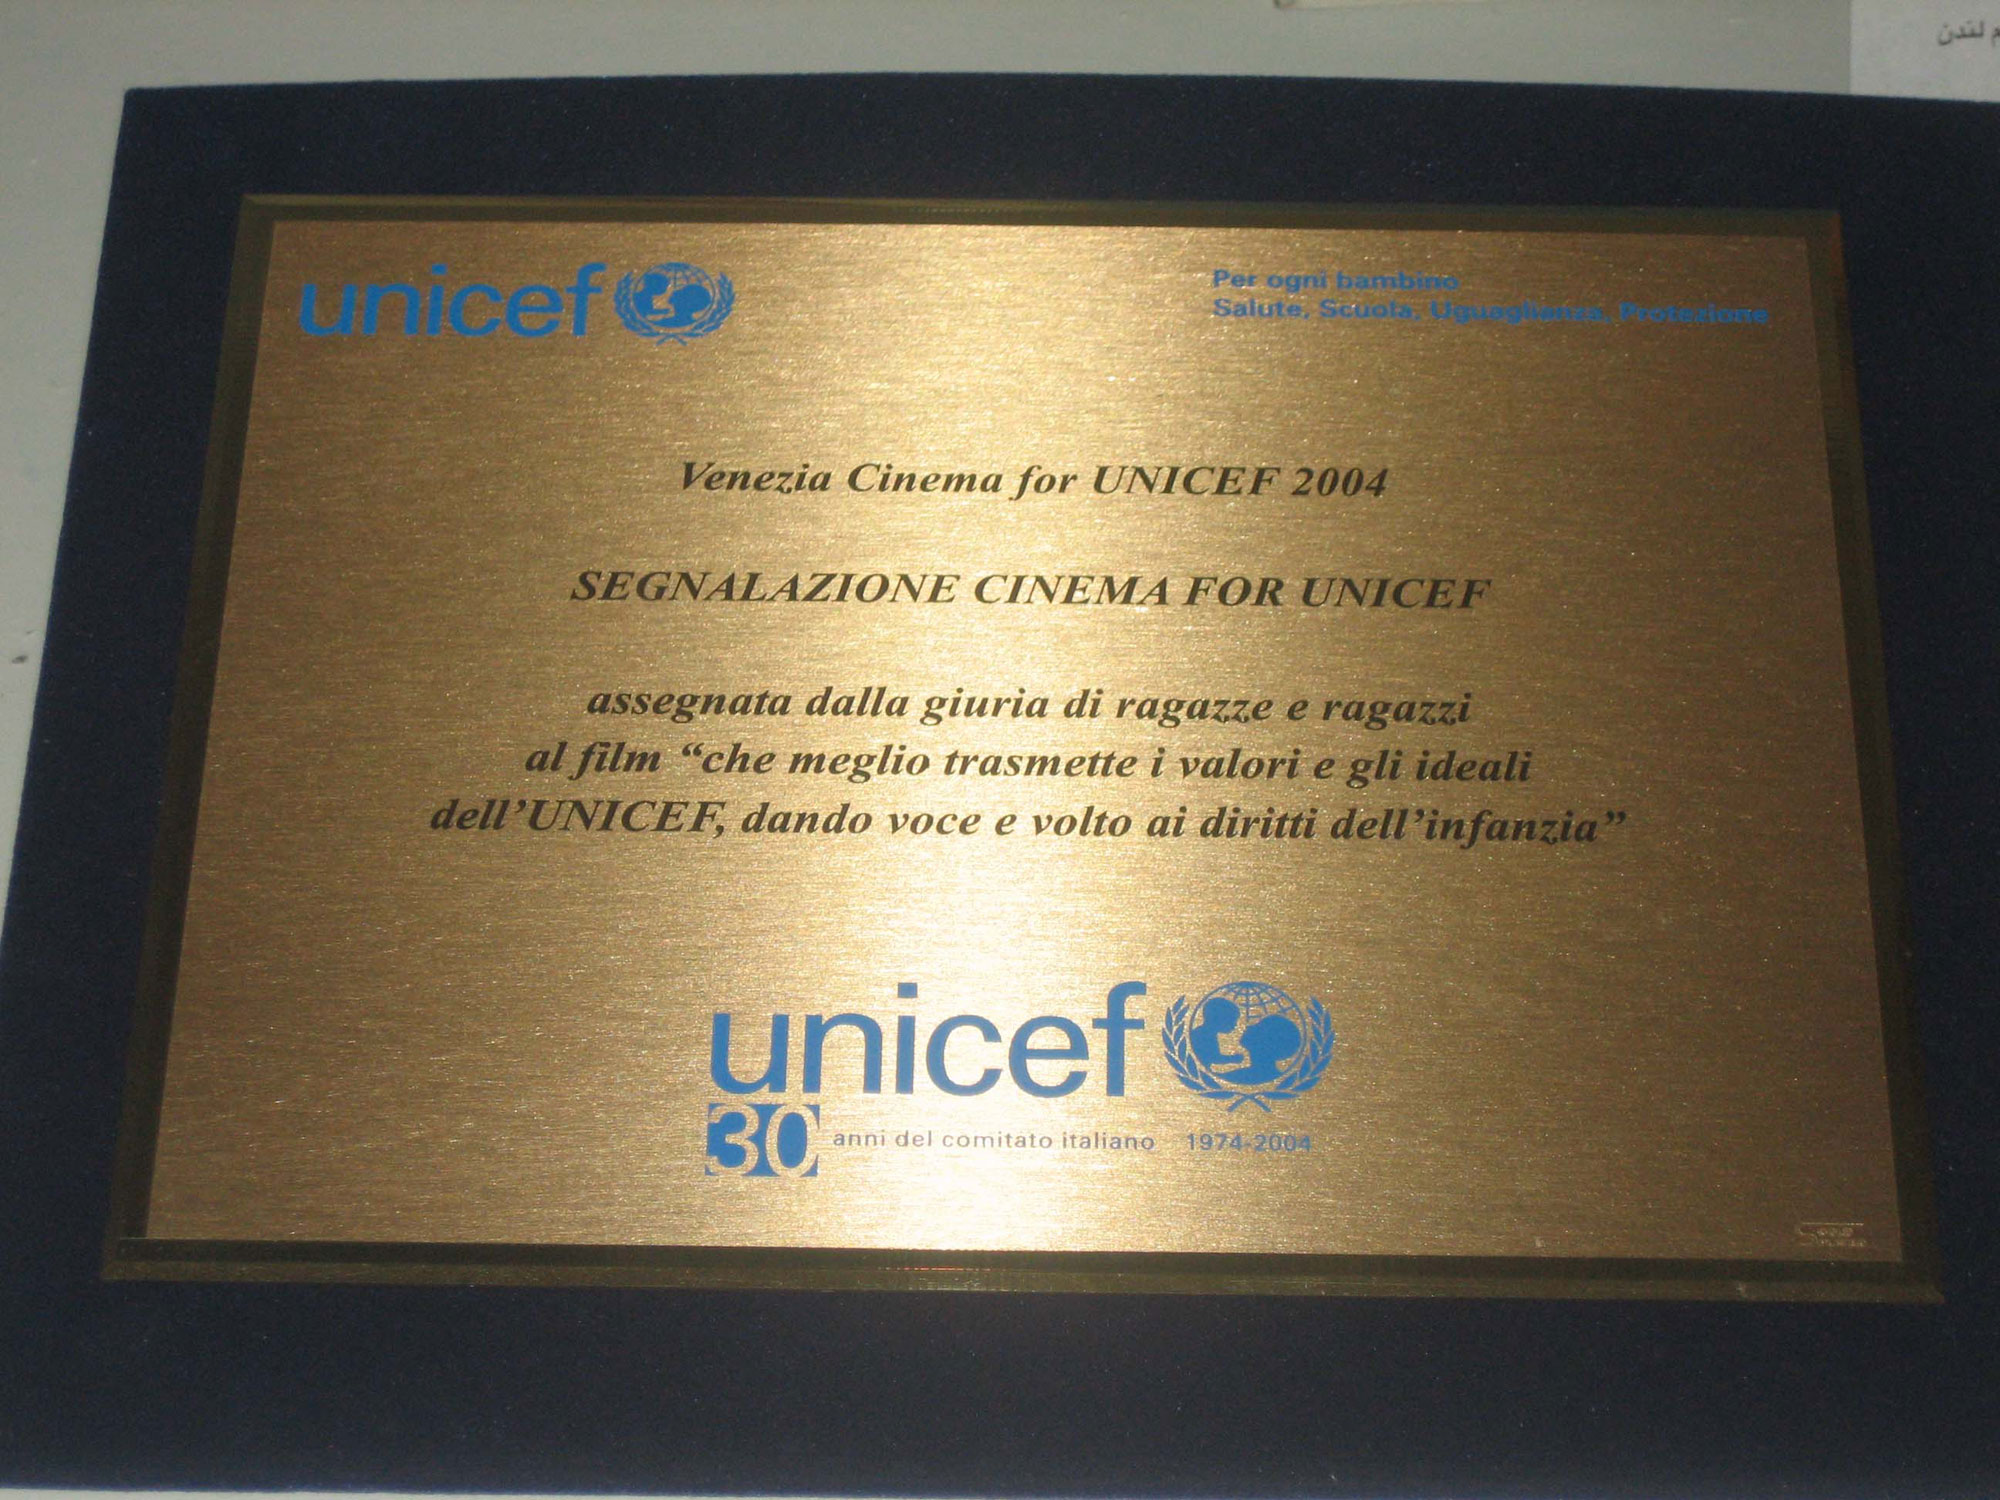 م لندن
unicef
Per ogni bambino
Salute, Scuola, Uguaglianza, Protezione
Venezia Cinema for UNICEF 2004
SEGNALAZIONE CINEMA FOR UNICEF
assegnata dalla giuria di ragazze e ragazzi
al film “che meglio trasmette i valori e gli ideali
dell’UNICEF, dando voce e volto ai diritti dell’infanzia”
unicef
30 anni del comitato italiano 1974-2004